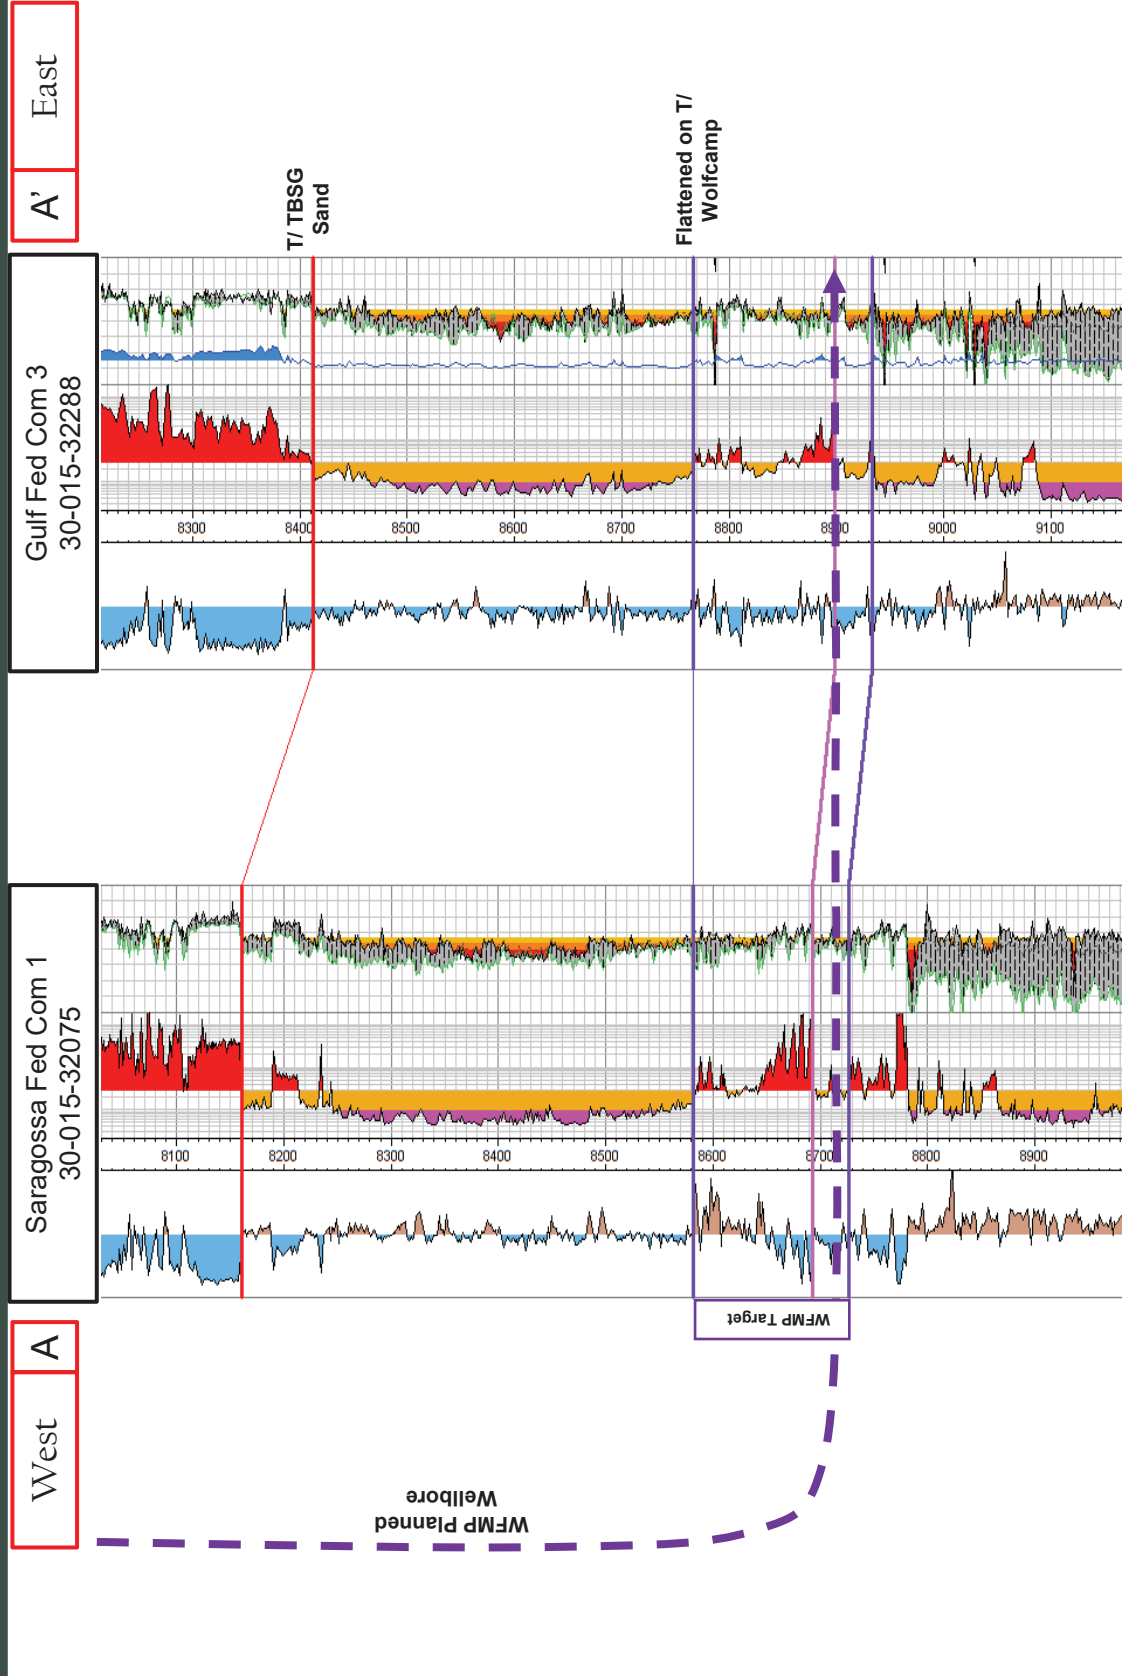 West
A
A'
East
Saragossa Fed Com 1
30-015-32075
Gulf Fed Com 3
30-015-32288
T/ TBSG
Sand
Flattened on T/
Wolfcamp
8100
8200
8300
8400
8500
8600
8700
8800
8900
8300
8400
8500
8600
8700
8800
8900
9000
9100
WFMP Target
WFMP Planned
Wellbore